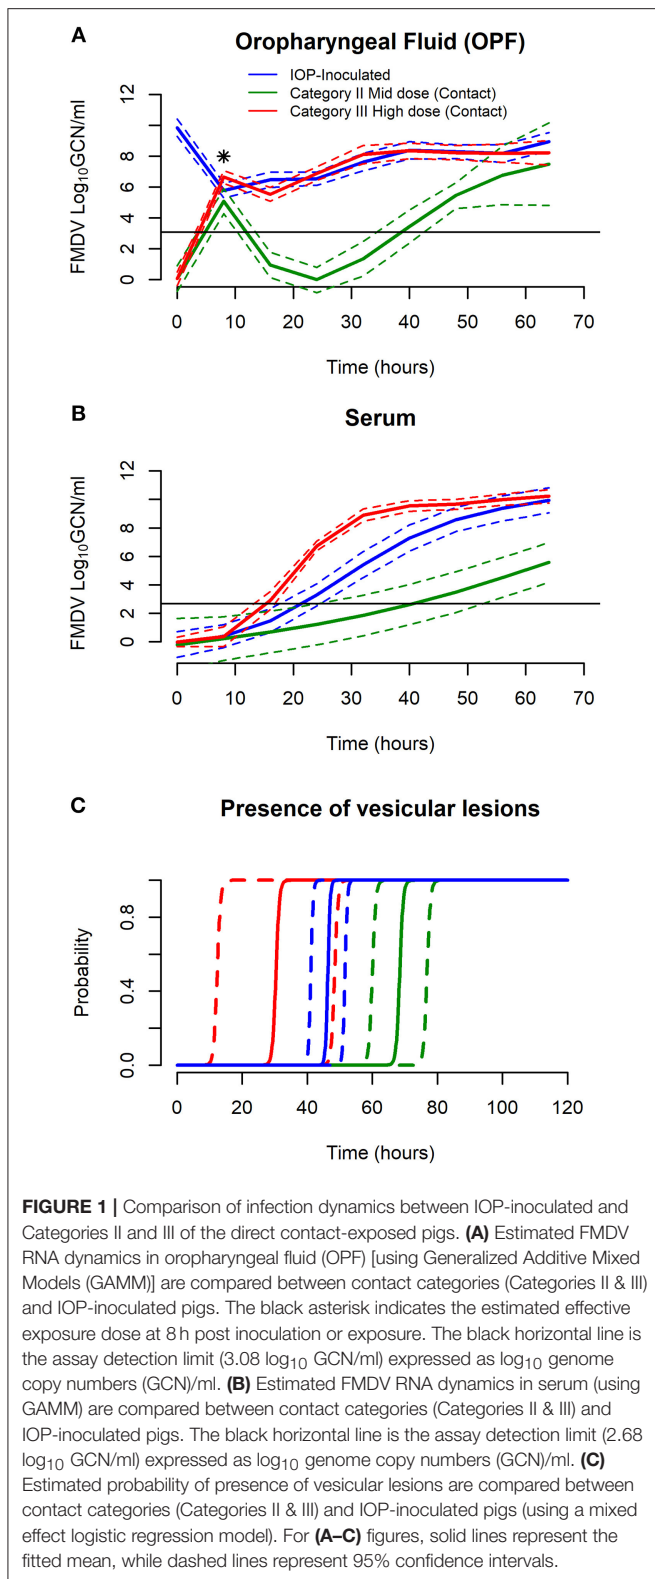 A
Oropharyngeal Fluid (OPF)
IOP-Inoculated
Category II Mid dose (Contact)
Category III High dose (Contact)
FMDV Log10GCN/ml
12
8
6
4
2
0
*
0 10 20 30 40 50 60 70
Time (hours)
B
Serum
FMDV Log10GCN/ml
12
8
6
4
2
0
0 10 20 30 40 50 60 70
Time (hours)
C
Presence of vesicular lesions
Probability
0.8
0.4
0.0
0 20 40 60 80 100 120
Time (hours)
FIGURE 1 | Comparison of infection dynamics between IOP-inoculated and
Categories II and III of the direct contact-exposed pigs. (A) Estimated FMDV
RNA dynamics in oropharyngeal fluid (OPF) [using Generalized Additive Mixed
Models (GAMM)] are compared between contact categories (Categories II & III)
and IOP-inoculated pigs. The black asterisk indicates the estimated effective
exposure dose at 8 h post inoculation or exposure. The black horizontal line is
the assay detection limit (3.08 log10 GCN/ml) expressed as log10 genome
copy numbers (GCN)/ml. (B) Estimated FMDV RNA dynamics in serum (using
GAMM) are compared between contact categories (Categories II & III) and
IOP-inoculated pigs. The black horizontal line is the assay detection limit (2.68
log10 GCN/ml) expressed as log10 genome copy numbers (GCN)/ml. (C)
Estimated probability of presence of vesicular lesions are compared between
contact categories (Categories II & III) and IOP-inoculated pigs (using a mixed
effect logistic regression model). For (A–C) figures, solid lines represent the
fitted mean, while dashed lines represent 95% confidence intervals.